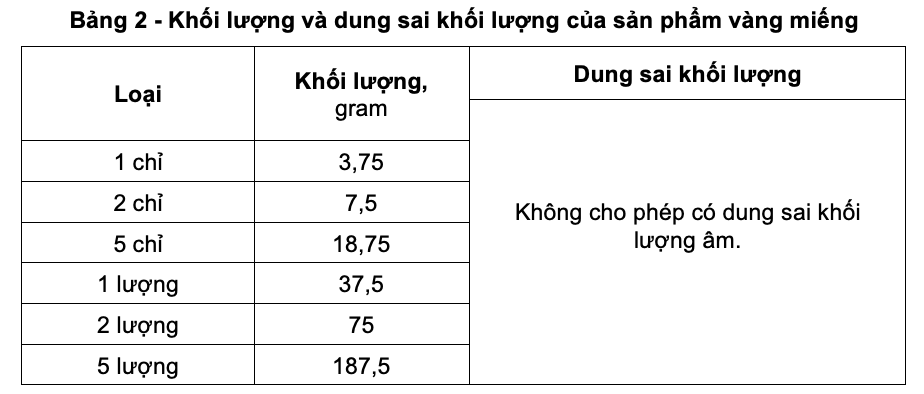 Bảng 2 - Khối lượng và dung sai khối lượng của sản phẩm vàng miếng
Loại
Khối lượng,
gram
Dung sai khối lượng
1 chỉ
3,75
2 chỉ
7,5
5 chỉ
18,75
1 lượng
37,5
2 lượng
75
5 lượng
187,5
Không cho phép có dung sai khối
lượng âm.